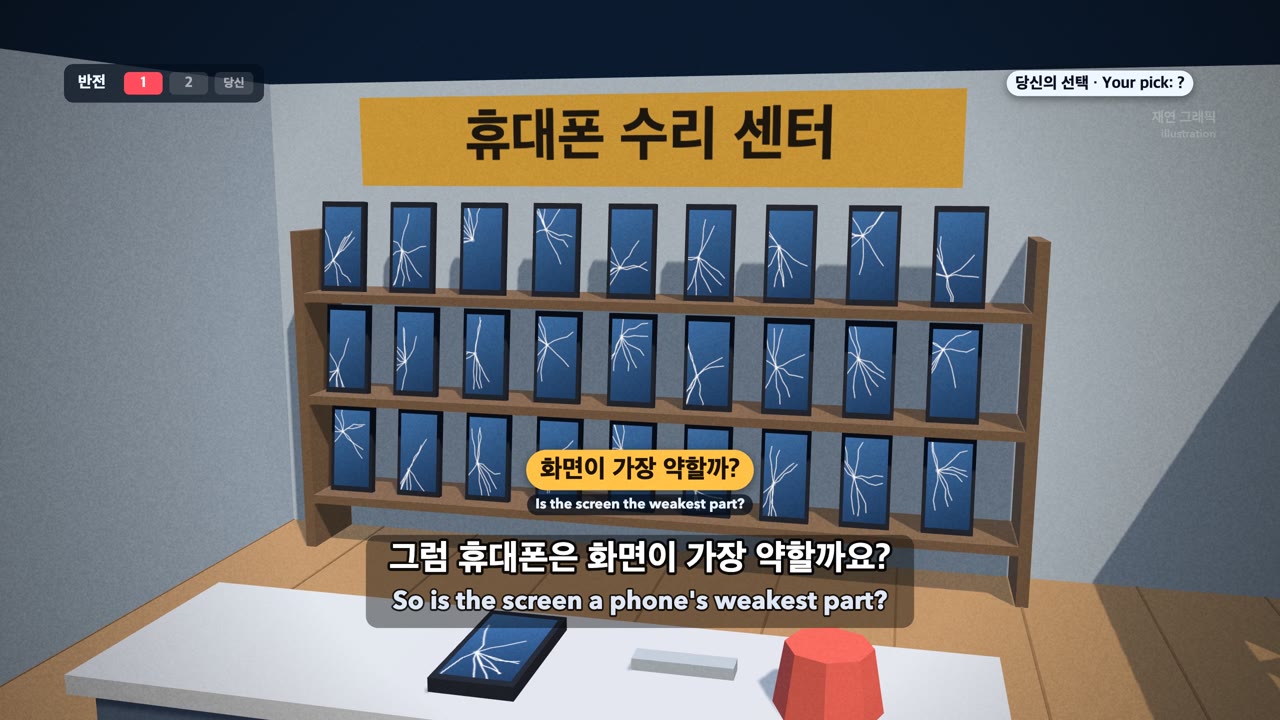 반전 1 2 당신
당신의 선택 · Your pick: ?
재연 그래픽
illustration
휴대폰 수리 센터
화면이 가장 약할까?
Is the screen the weakest part?
그럼 휴대폰은 화면이 가장 약할까요?
So is the screen a phone's weakest part?